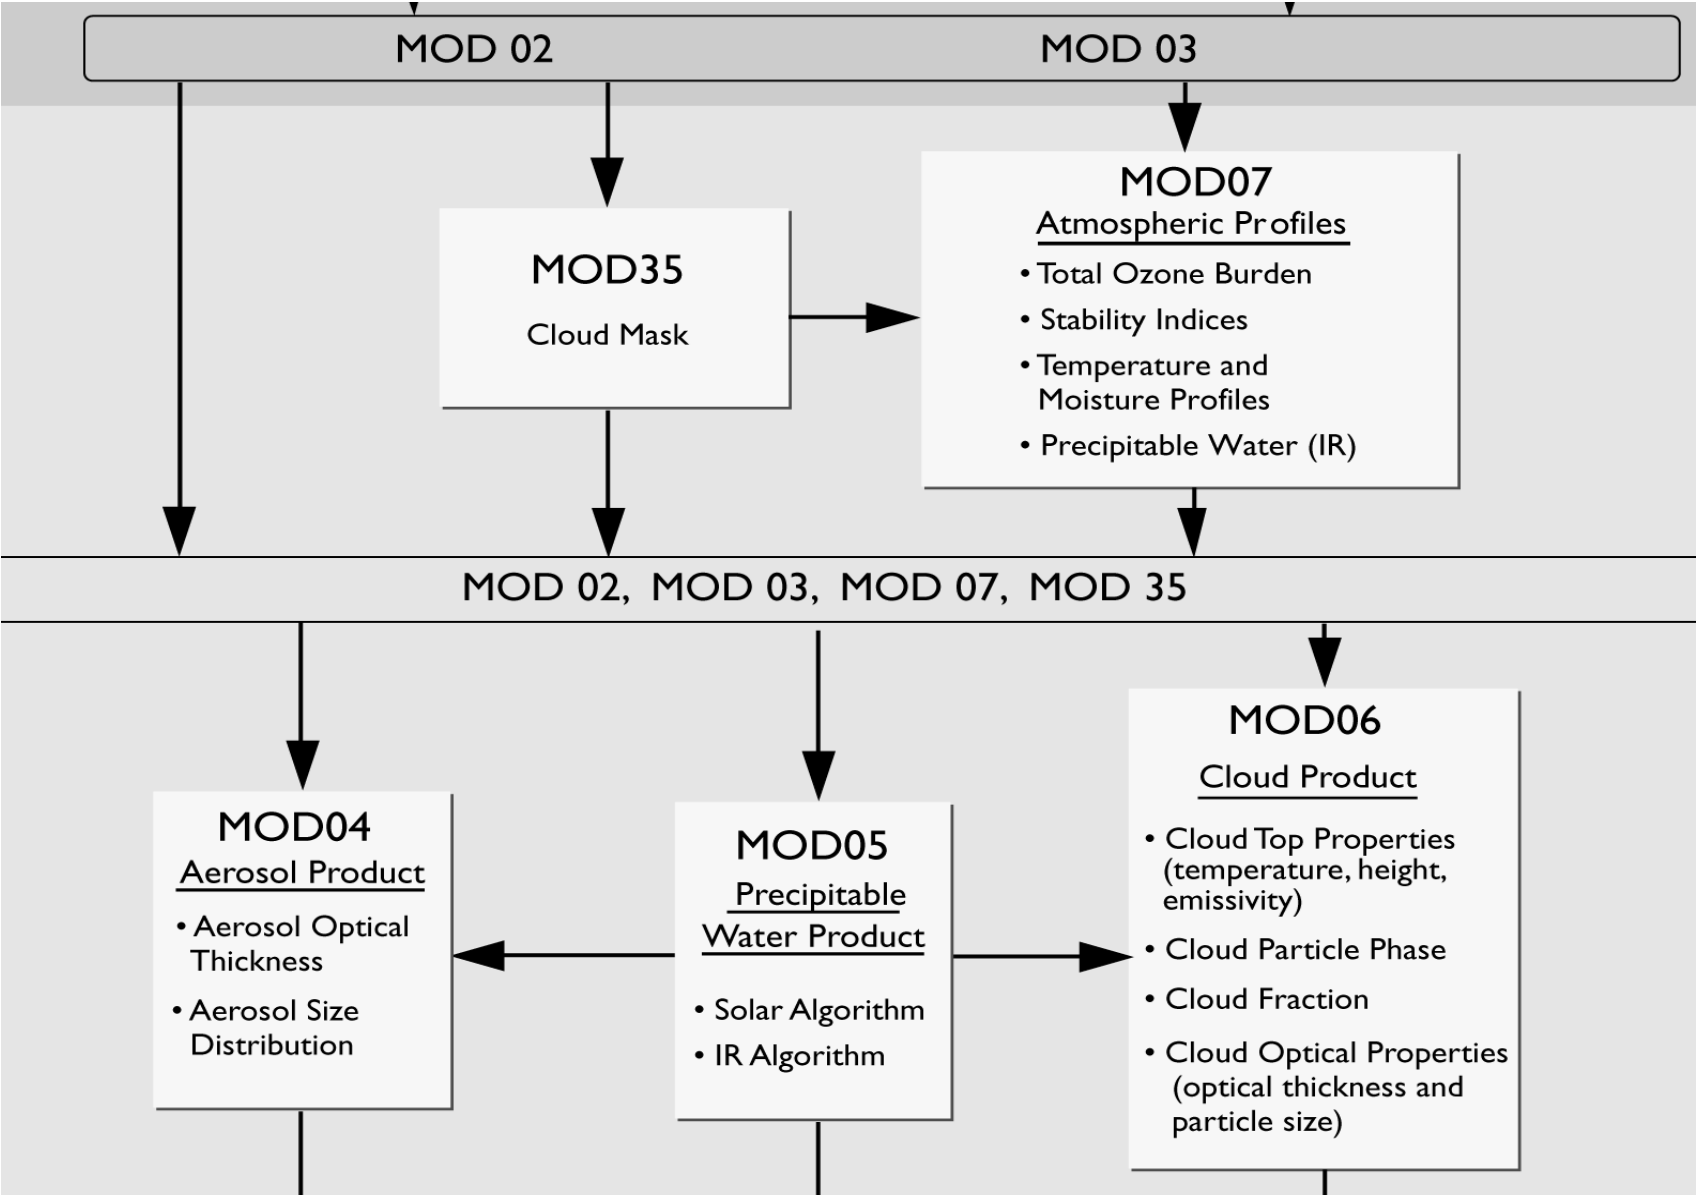 MOD 02 MOD 03
MOD35
Cloud Mask
MOD07
Atmospheric Profiles
• Total Ozone Burden
• Stability Indices
• Temperature and
Moisture Profiles
• Precipitable Water (IR)
MOD 02, MOD 03, MOD 07, MOD 35
MOD04
Aerosol Product
• Aerosol Optical
Thickness
• Aerosol Size
Distribution
MOD05
Precipitable
Water Product
• Solar Algorithm
• IR Algorithm
MOD06
Cloud Product
• Cloud Top Properties
(temperature, height,
emissivity)
• Cloud Particle Phase
• Cloud Fraction
• Cloud Optical Properties
(optical thickness and
particle size)